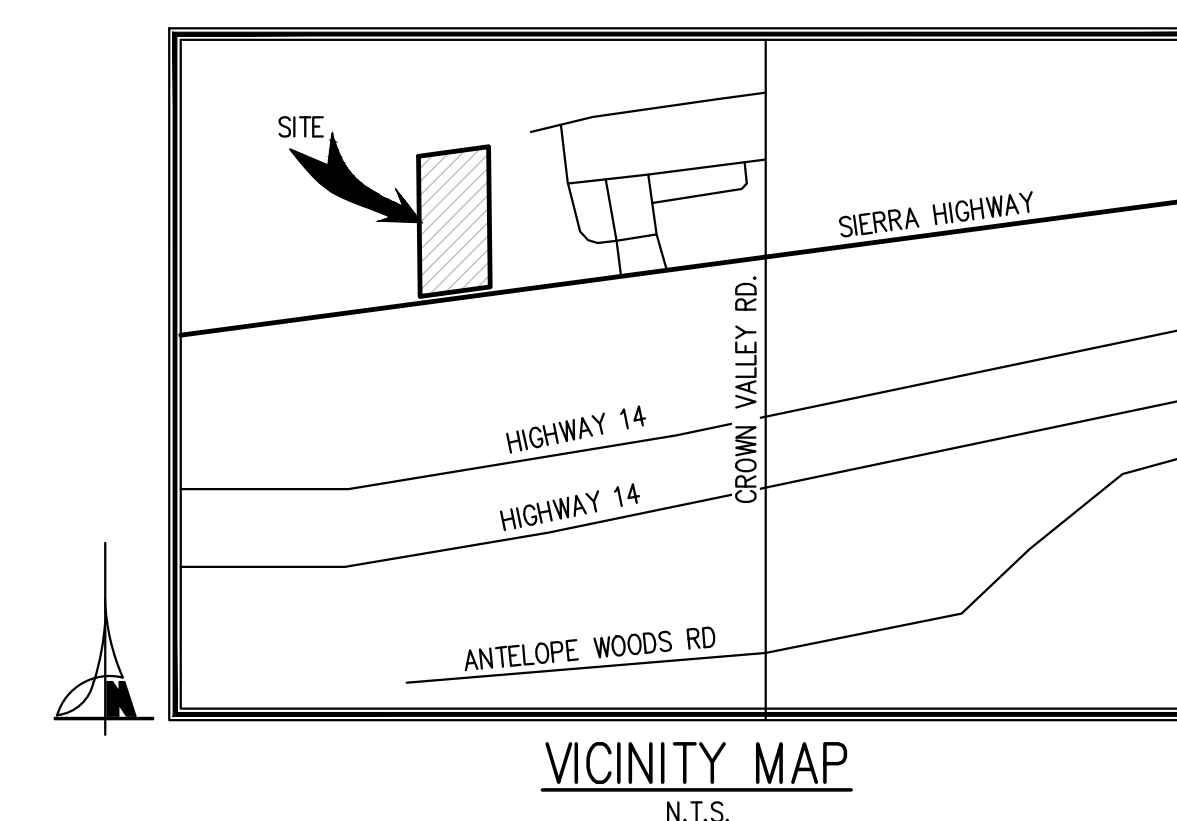 SITE
SIERRA HIGHWAY
CROWN VALLEY RD.
HIGHWAY 14
HIGHWAY 14
ANTELOPE WOODS RD
N
VICINITY MAP
N.T.S.